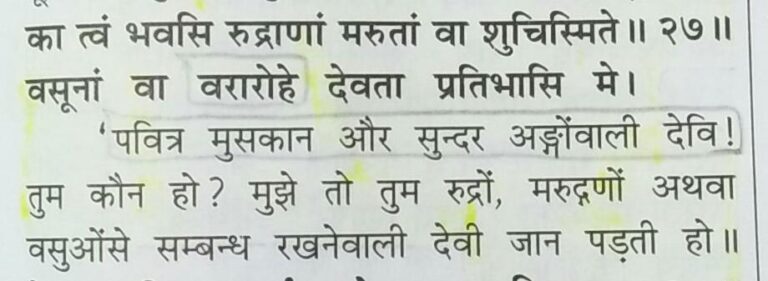 का त्वं भवसि रुद्राणां मरुतां वा शुचिस्मिते॥ २७॥
वसूनां वा वरारोहे देवता प्रतिभासि मे।
‘पवित्र मुसकान और सुन्दर अङ्गोंवाली देवि!
तुम कौन हो? मुझे तो तुम रुद्रों, मरुद्गणों अथवा
वसुओंसे सम्बन्ध रखनेवाली देवी जान पड़ती हो॥